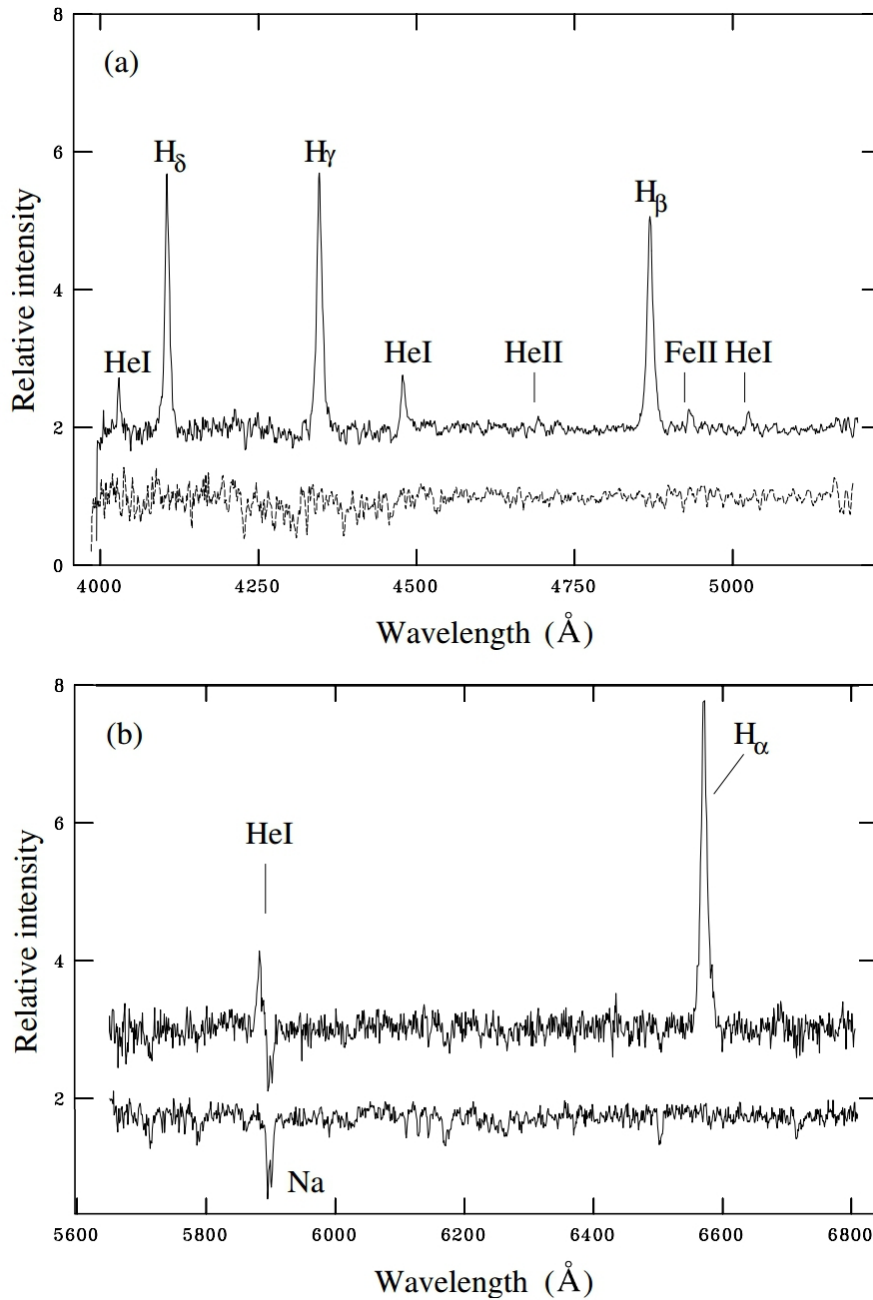 8
(a)
Hδ
Hγ
6
Hβ
4
HeI
HeI
HeII
FeII HeI
2
0
4000 4250 4500 4750 5000
Wavelength (Å)
Relative intensity
8
(b)
Hα
6
HeI
4
2
Na
5600 5800 6000 6200 6400 6600 6800
Wavelength (Å)
Relative intensity